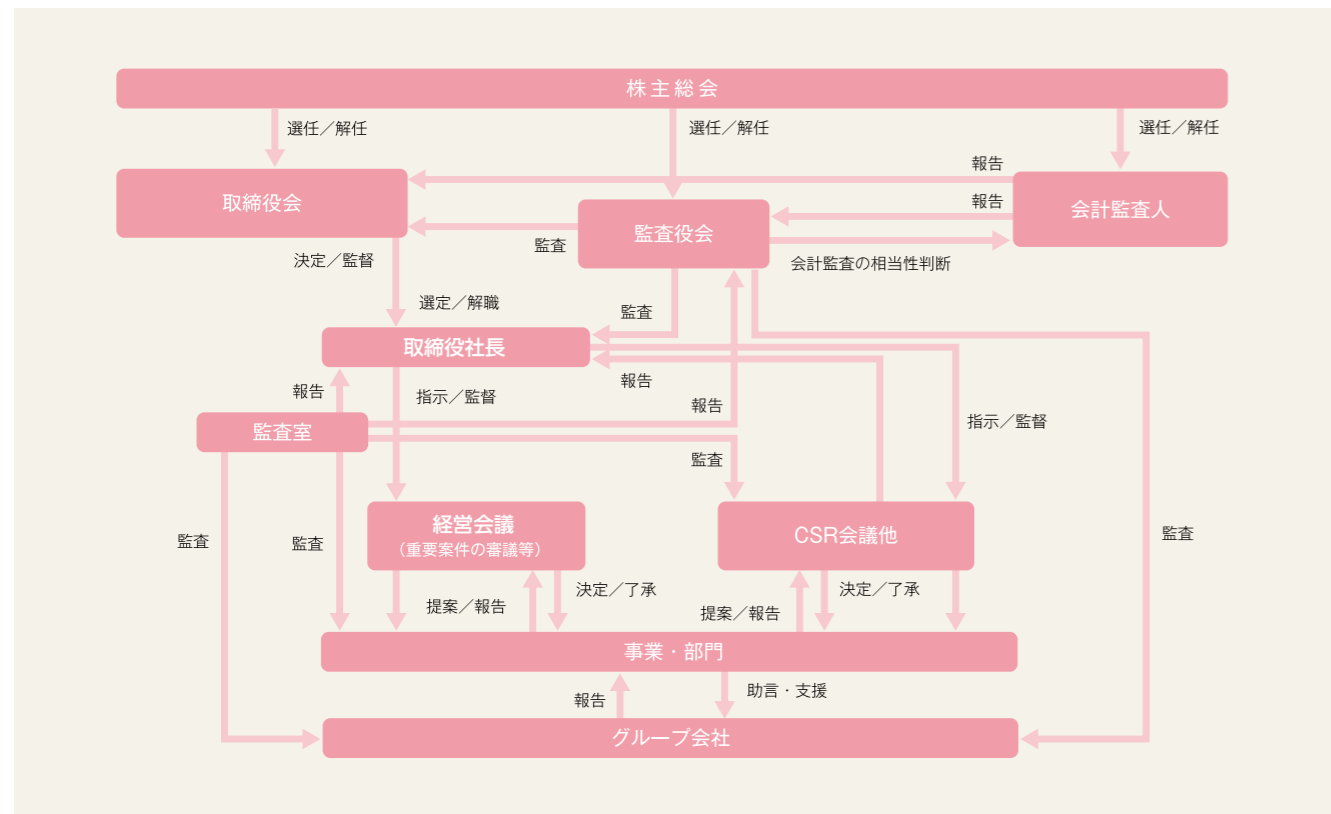 株主総会
選任／解任
選任／解任
選任／解任
取締役会
報告
報告
会計監査人
監査役会
監査
会計監査の相当性判断
決定／監督
選定／解職
監査
取締役社長
報告
報告
指示／監督
報告
指示／監督
監査室
監査
経営会議
（重要案件の審議等）
CSR会議他
監査
監査
監査
決定／了承
決定／了承
提案／報告
提案／報告
事業・部門
報告
助言・支援
グループ会社